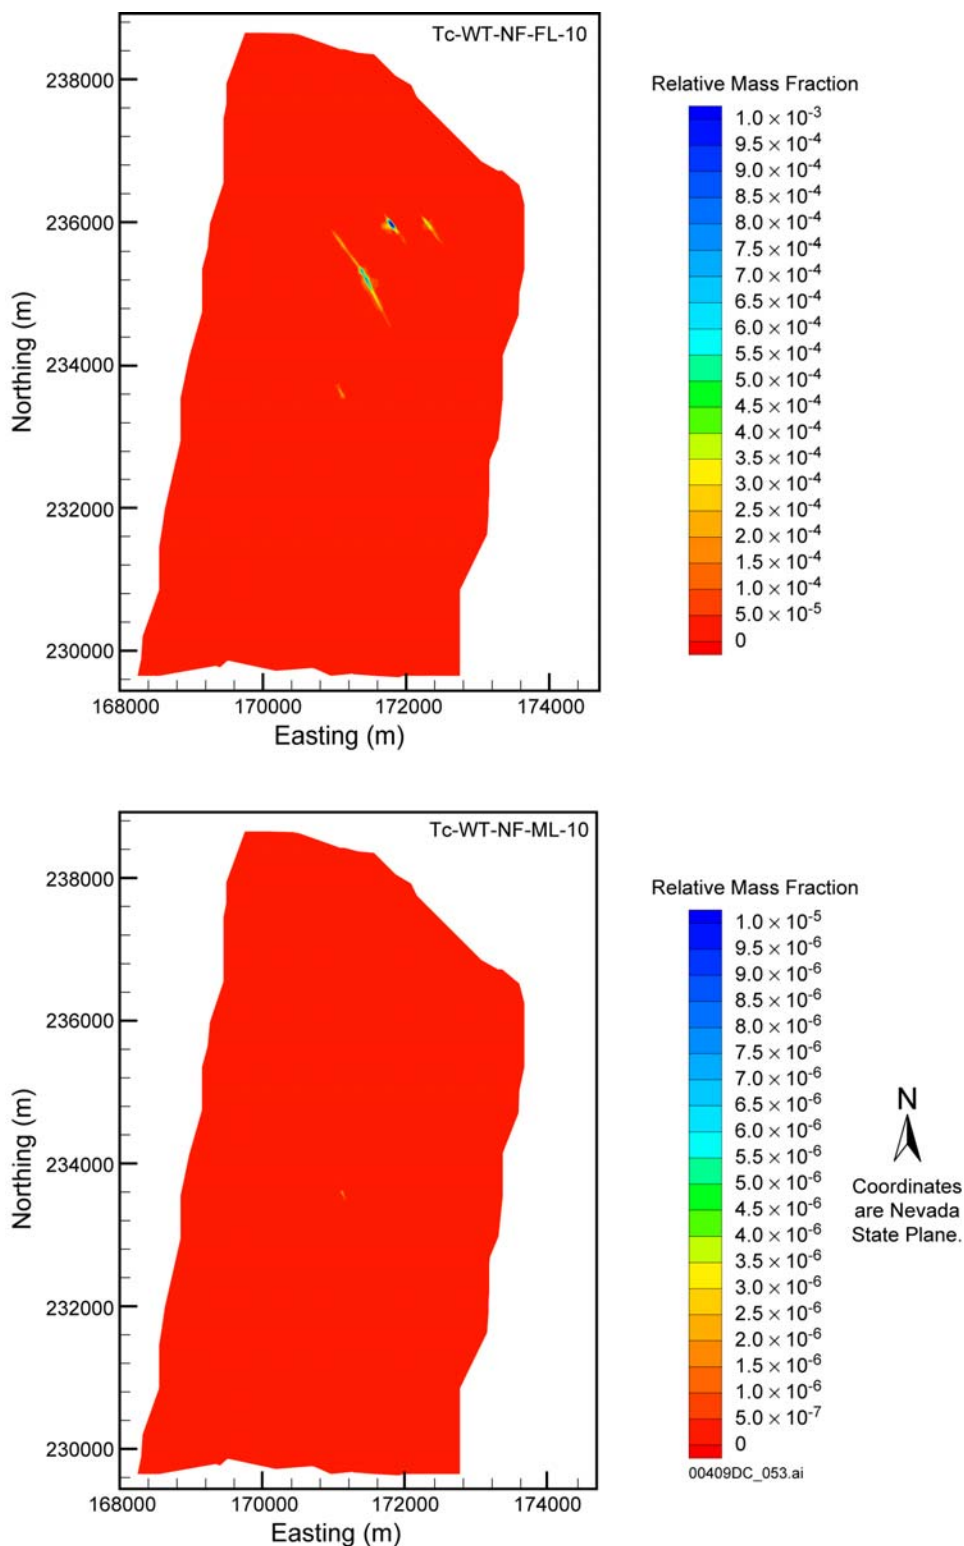 Tc-WT-NF-FL-10
Relative Mass Fraction
1.0 × 10⁻³
9.5 × 10⁻⁴
9.0 × 10⁻⁴
8.5 × 10⁻⁴
8.0 × 10⁻⁴
7.5 × 10⁻⁴
7.0 × 10⁻⁴
6.5 × 10⁻⁴
6.0 × 10⁻⁴
5.5 × 10⁻⁴
5.0 × 10⁻⁴
4.5 × 10⁻⁴
4.0 × 10⁻⁴
3.5 × 10⁻⁴
3.0 × 10⁻⁴
2.5 × 10⁻⁴
2.0 × 10⁻⁴
1.5 × 10⁻⁴
1.0 × 10⁻⁴
5.0 × 10⁻⁵
0
Northing (m)
238000
236000
234000
232000
230000
168000 170000 172000 174000
Easting (m)
Tc-WT-NF-ML-10
Relative Mass Fraction
1.0 × 10⁻⁵
9.5 × 10⁻⁶
9.0 × 10⁻⁶
8.5 × 10⁻⁶
8.0 × 10⁻⁶
7.5 × 10⁻⁶
7.0 × 10⁻⁶
6.5 × 10⁻⁶
6.0 × 10⁻⁶
5.5 × 10⁻⁶
5.0 × 10⁻⁶
4.5 × 10⁻⁶
4.0 × 10⁻⁶
3.5 × 10⁻⁶
3.0 × 10⁻⁶
2.5 × 10⁻⁶
2.0 × 10⁻⁶
1.5 × 10⁻⁶
1.0 × 10⁻⁶
5.0 × 10⁻⁷
0
00409DC_053.ai
N
Coordinates
are Nevada
State Plane.
Northing (m)
238000
236000
234000
232000
230000
168000 170000 172000 174000
Easting (m)